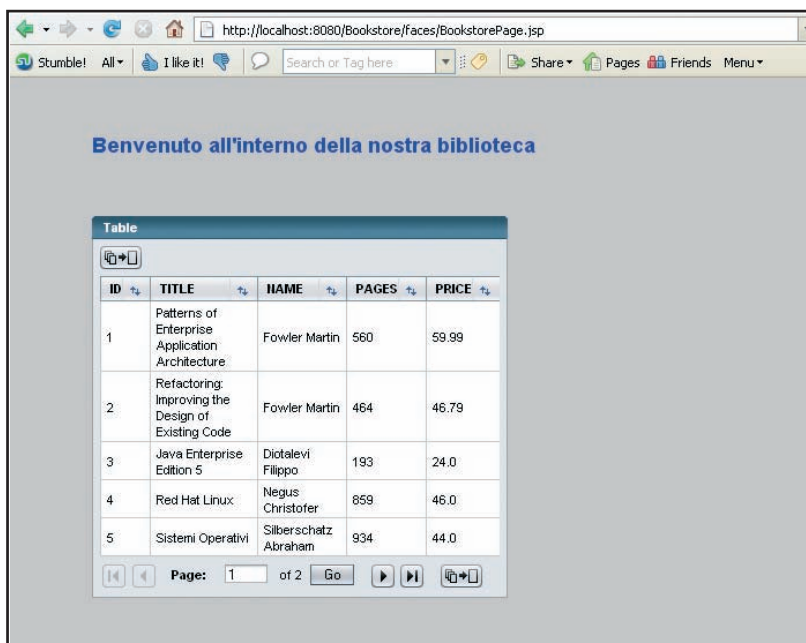 http://localhost:8080/Bookstore/faces/BookstorePage.jsp
Stumble! All I like it! Search or Tag here Share Pages Friends Menu
Benvenuto all'interno della nostra biblioteca
Table
ID TITLE NAME PAGES PRICE
1 Patterns of Enterprise Application Architecture Fowler Martin 560 59.99
2 Refactoring: Improving the Design of Existing Code Fowler Martin 464 46.79
3 Java Enterprise Edition 5 Diotalevi Filippo 193 24.0
4 Red Hat Linux Negus Christofer 859 46.0
5 Sistemi Operativi Silberschatz Abraham 934 44.0
Page: 1 of 2 Go